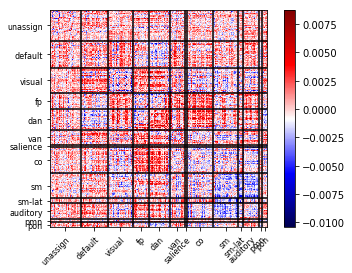 unassign
default
visual
fp
dan
van
salience
co
sm
sm-lat
auditory
pmn
pon
unassign
default
visual
fp
dan
van
salience
co
sm
sm-lat
auditory
0.0075
0.0050
0.0025
0.0000
−0.0025
−0.0050
−0.0075
−0.0100